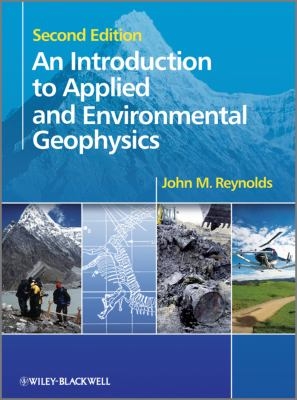 Second Edition
An Introduction
to Applied
and Environmental
Geophysics
John M. Reynolds
WILEY-BLACKWELL